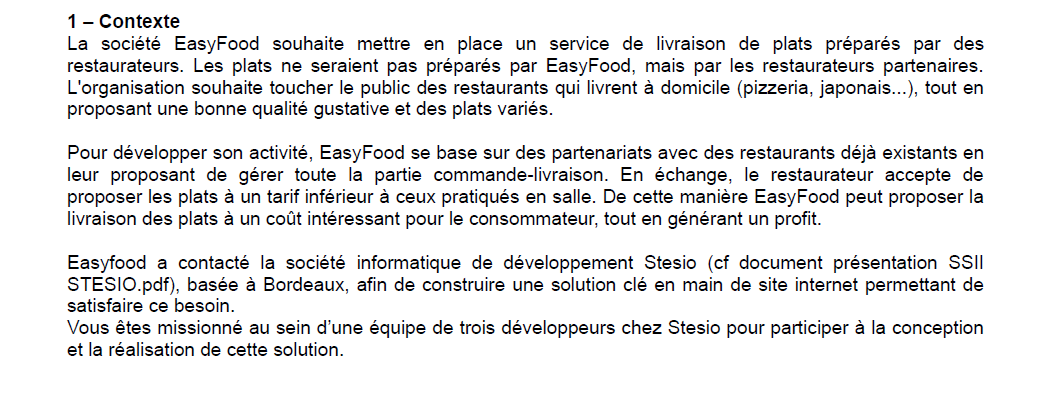 1 – Contexte
La société EasyFood souhaite mettre en place un service de livraison de plats préparés par des
restaurateurs. Les plats ne seraient pas préparés par EasyFood, mais par les restaurateurs partenaires.
L'organisation souhaite toucher le public des restaurants qui livrent à domicile (pizzeria, japonais...), tout en
proposant une bonne qualité gustative et des plats variés.
Pour développer son activité, EasyFood se base sur des partenariats avec des restaurants déjà existants en
leur proposant de gérer toute la partie commande-livraison. En échange, le restaurateur accepte de
proposer les plats à un tarif inférieur à ceux pratiqués en salle. De cette manière EasyFood peut proposer la
livraison des plats à un coût intéressant pour le consommateur, tout en générant un profit.
Easyfood a contacté la société informatique de développement Stesio (cf document présentation SSII
STESIO.pdf), basée à Bordeaux, afin de construire une solution clé en main de site internet permettant de
satisfaire ce besoin.
Vous êtes missionné au sein d’une équipe de trois développeurs chez Stesio pour participer à la conception
et la réalisation de cette solution.